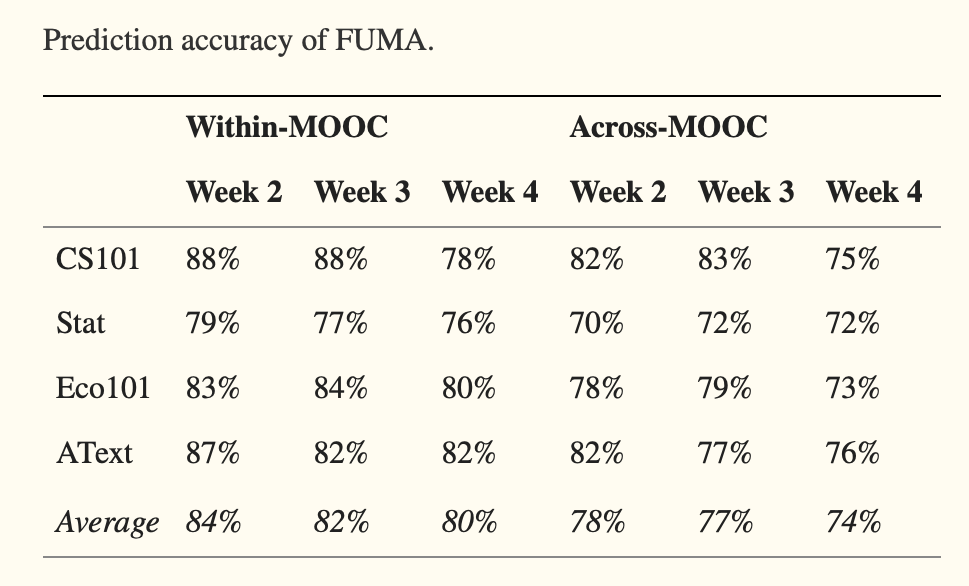 Prediction accuracy of FUMA.
Within-MOOC Across-MOOC
Week 2 Week 3 Week 4 Week 2 Week 3 Week 4
CS101 88% 88% 78% 82% 83% 75%
Stat 79% 77% 76% 70% 72% 72%
Eco101 83% 84% 80% 78% 79% 73%
AText 87% 82% 82% 82% 77% 76%
Average 84% 82% 80% 78% 77% 74%